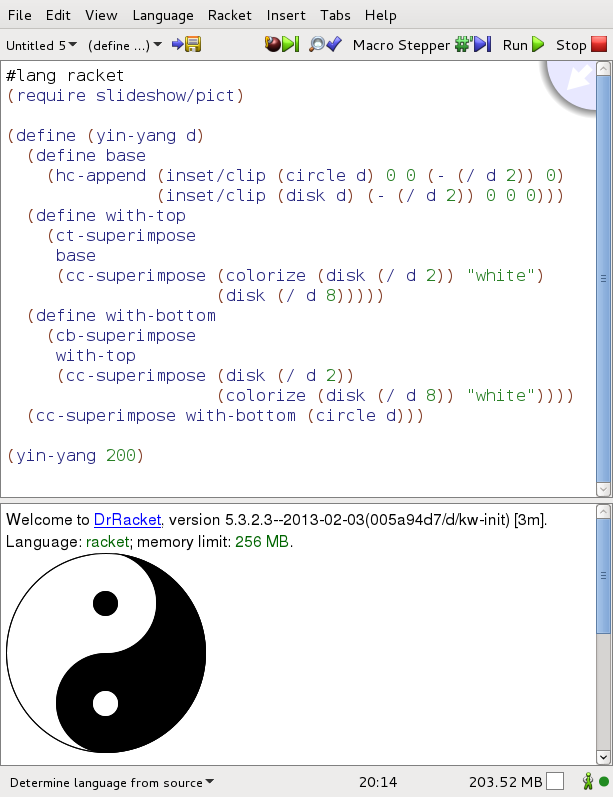 File Edit View Language Racket Insert Tabs Help
Untitled 5 (define ...) Macro Stepper Run Stop
#lang racket
(require slideshow/pict)
(define (yin-yang d)
  (define base
    (hc-append (inset/clip (circle d) 0 0 (- (/ d 2)) 0)
               (inset/clip (disk d) (- (/ d 2)) 0 0 0)))
  (define with-top
    (ct-superimpose
     base
     (cc-superimpose (colorize (disk (/ d 2)) "white")
                     (disk (/ d 8)))))
  (define with-bottom
    (cb-superimpose
     with-top
     (cc-superimpose (disk (/ d 2))
                     (colorize (disk (/ d 8)) "white"))))
  (cc-superimpose with-bottom (circle d)))
(yin-yang 200)
Welcome to DrRacket, version 5.3.2.3--2013-02-03(005a94d7/d/kw-init) [3m].
Language: racket; memory limit: 256 MB.
Determine language from source 20:14 203.52 MB